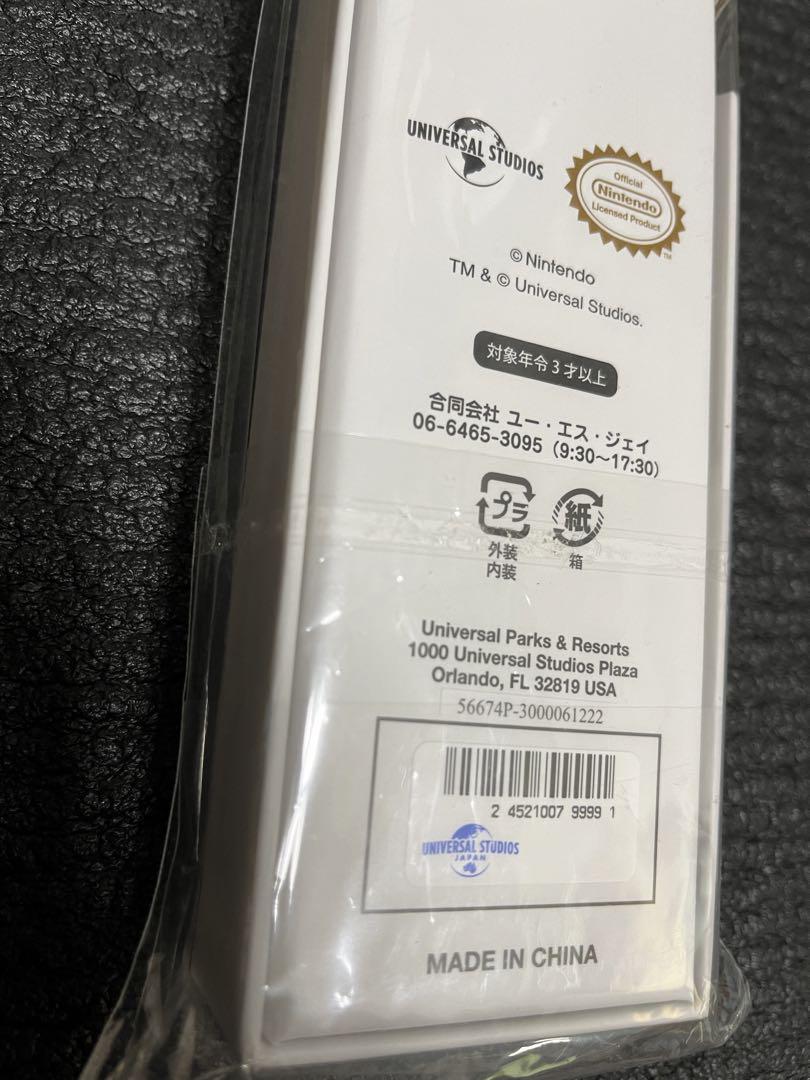 UNIVERSAL STUDIOS
Official
Nintendo
Licensed Product
TM
© Nintendo
TM & © Universal Studios.
対象年令3才以上
合同会社 ユー・エス・ジェイ
06-6465-3095 (9:30〜17:30)
プラ 紙
外装 箱
内装
Universal Parks & Resorts
1000 Universal Studios Plaza
Orlando, FL 32819 USA
56674P-3000061222
2 4521007 9999 1
UNIVERSAL STUDIOS
JAPAN
MADE IN CHINA